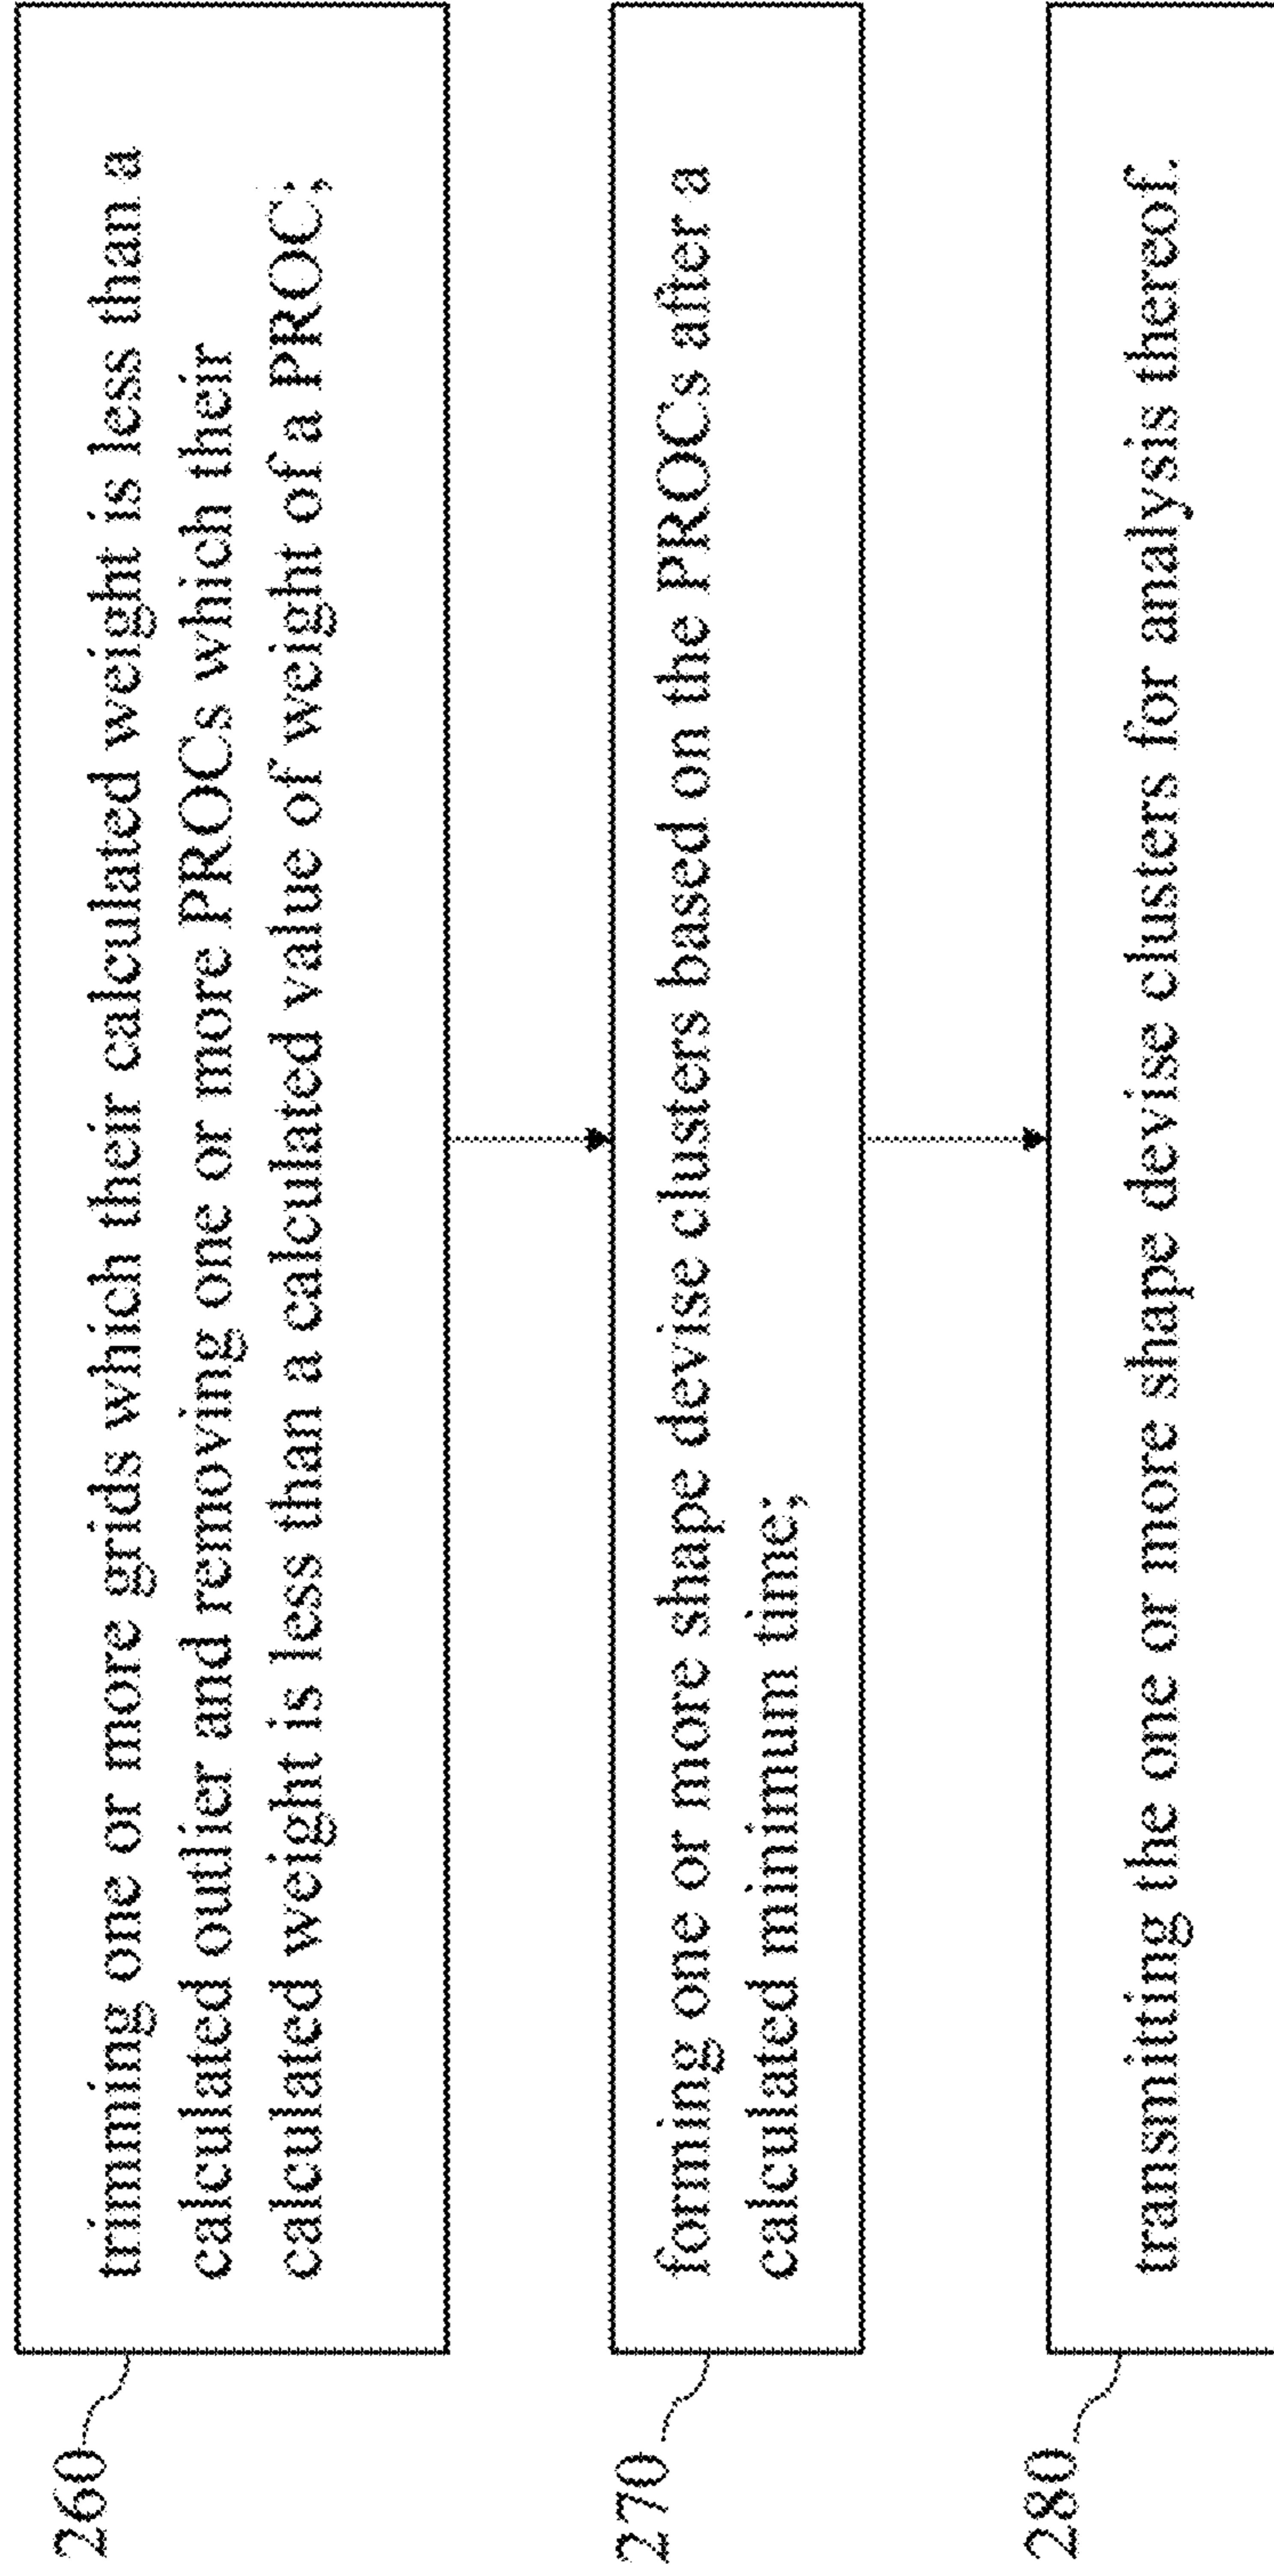 260
trimming one or more grids which their calculated weight is less than a
calculated outlier and removing one or more PROCs which their
calculated weight is less than a calculated value of weight of a PROC;
270
forming one or more shape devise clusters based on the PROCs after a
calculated minimum time;
280
transmitting the one or more shape devise clusters for analysis thereof.